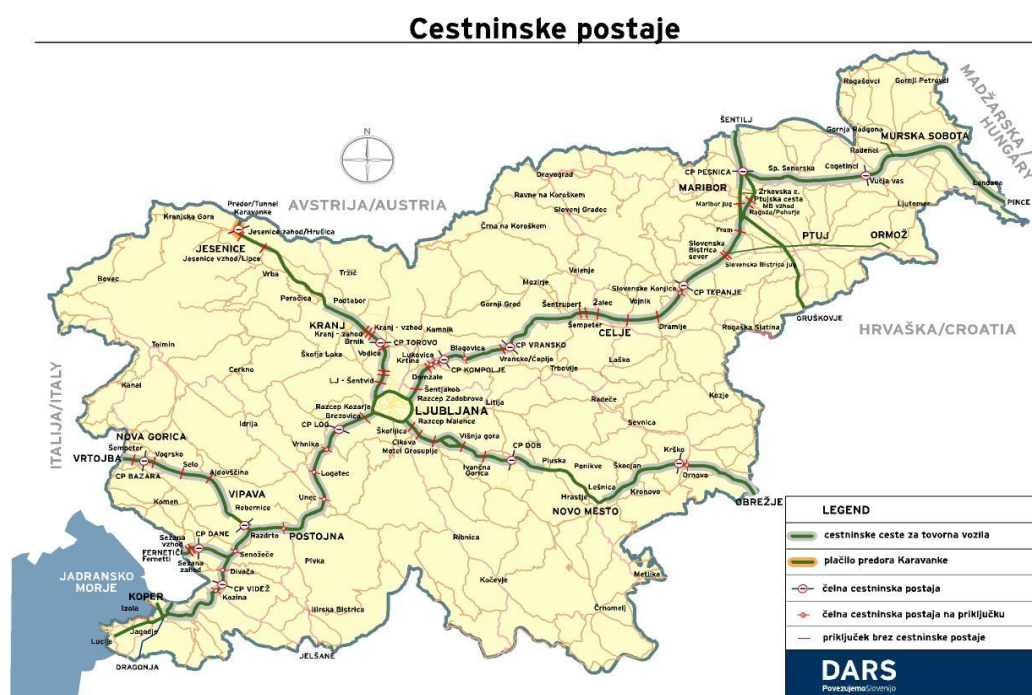 Cestninske postaje
MADŽARSKA /
HUNGARY
Rogašovci
Gornji Petrovci
ŠENTILJ
Gornja Radgona
MURSKA SOBOTA
Radenci
N
CP PESNICA
Sp. Senarska
Cogetinci
Vučja vas
Lendava
PINCE
Dravograd
MARIBOR
Zrkovska c.
Ptujska cesta
MB vzhod
Ragoza/Pohorje
Ljutomer
Predor/Tunnel
Karavanke
AVSTRIJA/AUSTRIA
Ravne na Koroškem
Maribor jug
Kranjska Gora
Jesenice zahod/Hrušica
Slovenj Gradec
Fram
PTUJ
ORMOŽ
JESENICE
Jesenice vzhod/Lipce
Črna na Koroškem
Slovenska
Bistrica
sever
Slovenska Bistrica jug
Bovec
Vrba
Tržič
Velenje
Mozirje
Slovenske Konjice
CP TEPANJE
Peračica
Podtabor
Gornji Grad
Šentrupert
Žalec
Vojnik
GRUŠKOVJE
KRANJ
Kranj - vzhod
Kranj - zahod
Kamnik
Šempeter
CELJE
Dramlje
Rogaška Slatina
HRVAŠKA/CROATIA
Brnik
CP TOROVO
Blagovica
CP VRANSKO
Tolmin
Škofja Loka
Vodice
Lukovica
Krtina
Vransko/Čeplje
Laško
CP KOMPOLJE
Trbovlje
Cerkno
Domžale
Kanal
LJ - Šentvid
Šentjakob
Razcep Zadobrova
Kozje
ITALIJA/ITALY
Razcep Kozarje
LJUBLJANA
Litija
Radeče
Brezovica
Razcep Malence
Sevnica
Idrija
CP LOG
Škofljica
Višnja gora
NOVA GORICA
Cikava
CP DOB
Krško
Šempeter
Vogrsko
Vrhnika
Motel Grosuplje
VRTOJBA
Selo
Ivančna
Gorica
Pluska
Ponikve
Škocjan
Drnovo
CP BAZARA
Ajdovščina
Logatec
Lešnica
Kronovo
OBREŽJE
VIPAVA
Hrastje
Komen
Rebernice
Unec
NOVO MESTO
CP DANE
Razdrto
POSTOJNA
Ribnica
Sežana
vzhod
FERNETIČI
Fernetti
Senožeče
Sežana
zahod
Pivka
JADRANSKO
MORJE
Divača
Kočevje
Metlika
CP VIDEŽ
KOPER
Kozina
Črnomelj
Izola
Ilirska Bistrica
Jagodje
Lucija
DRAGONJA
JELŠANE
LEGEND
cestninske ceste za tovorna vozila
plačilo predora Karavanke
čelna cestninska postaja
čelna cestninska postaja na priključku
priključek brez cestninske postaje
DARS
PovezujemoSlovenijo